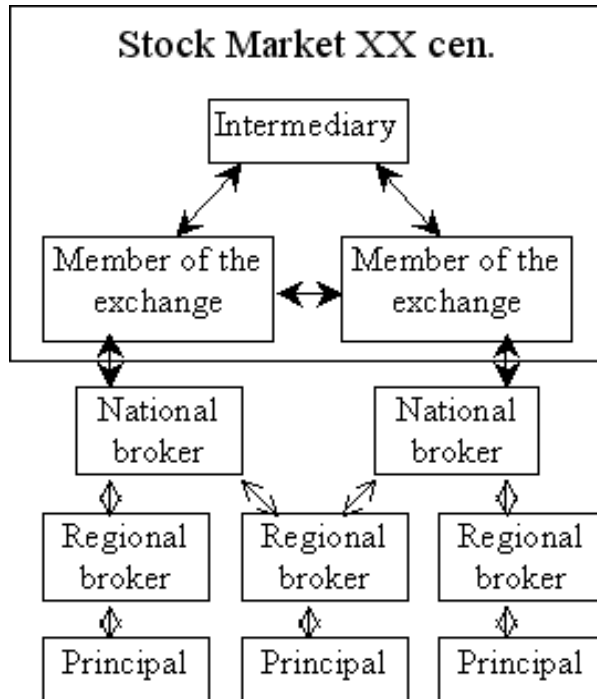 Stock Market XX cen.
Intermediary
Member of the
exchange
Member of the
exchange
National
broker
National
broker
Regional
broker
Regional
broker
Regional
broker
Principal
Principal
Principal